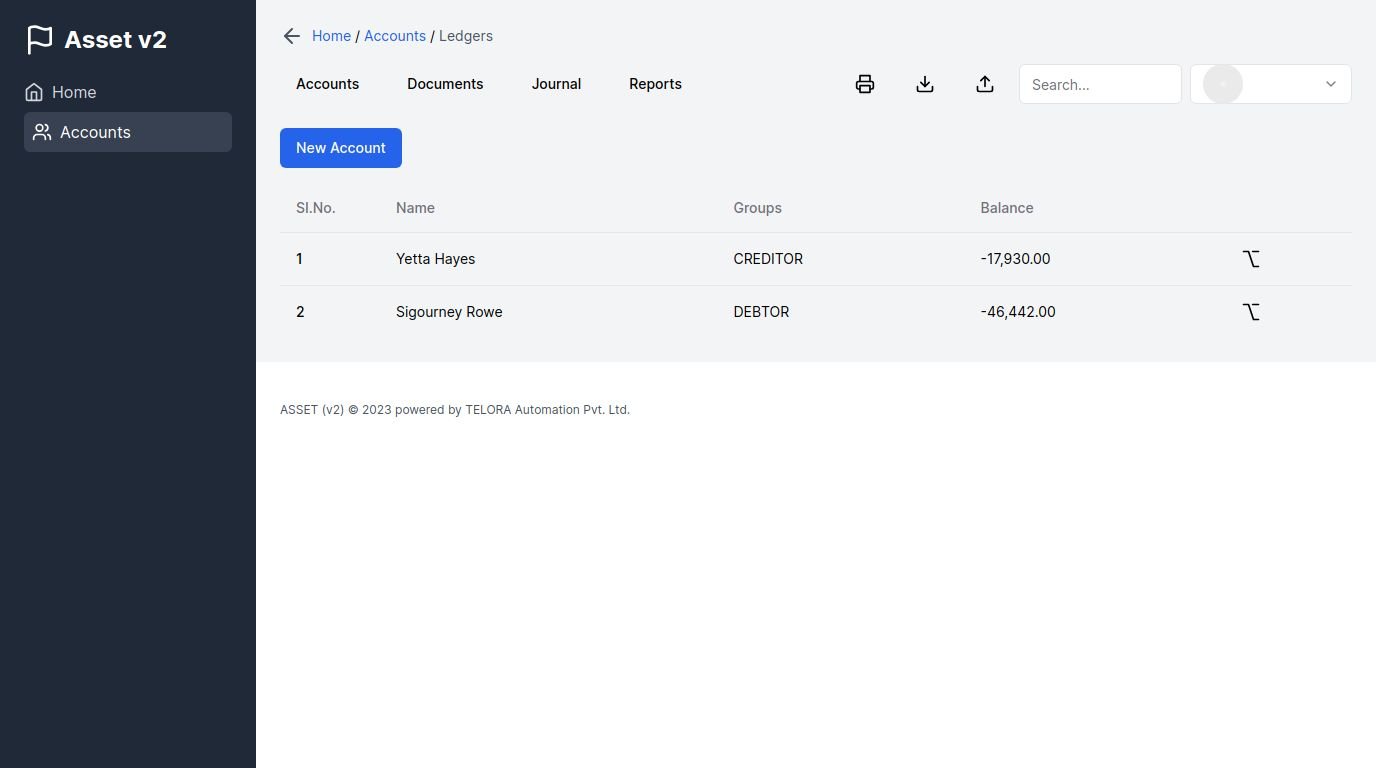 Asset v2
Home
Accounts
Home / Accounts / Ledgers
Accounts Documents Journal Reports Search...
New Account
Sl.No. Name Groups Balance
1 Yetta Hayes CREDITOR -17,930.00
2 Sigourney Rowe DEBTOR -46,442.00
ASSET (v2) © 2023 powered by TELORA Automation Pvt. Ltd.